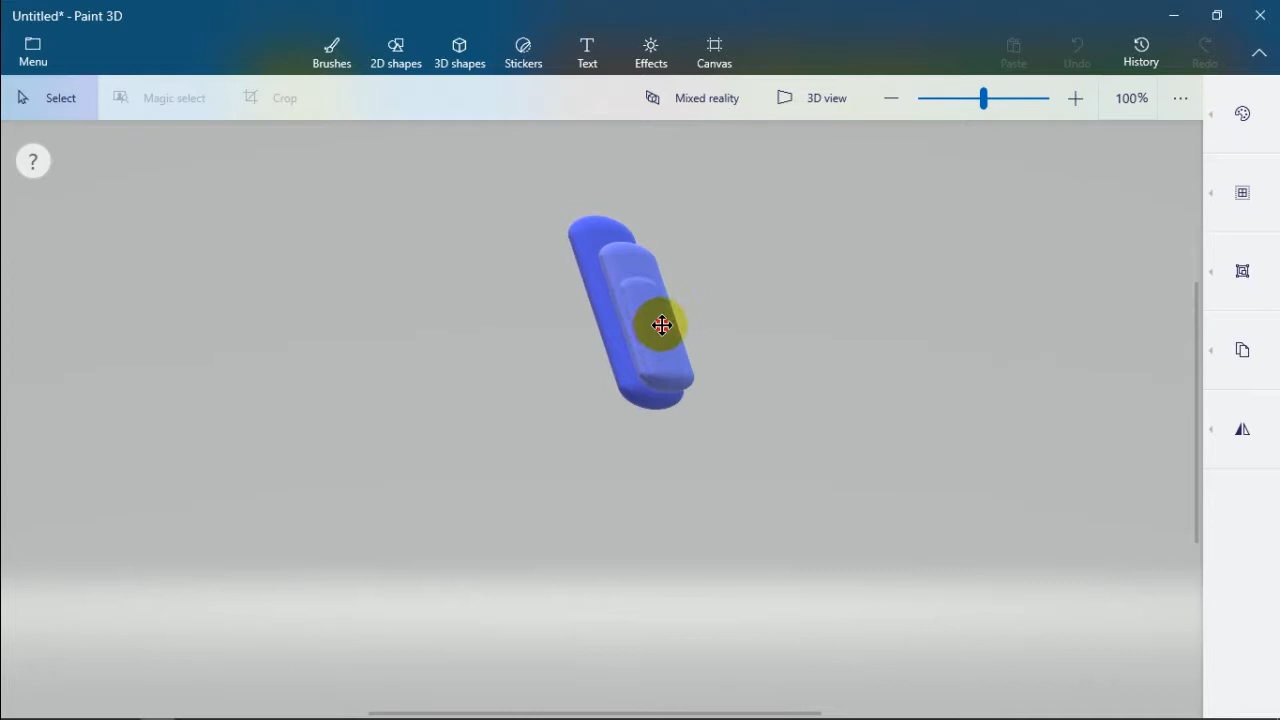 Untitled* - Paint 3D
Menu
Brushes
2D shapes
3D shapes
Stickers
Text
Effects
Canvas
Paste
Undo
History
Redo
Select
Magic select
Crop
Mixed reality
3D view
100%
?